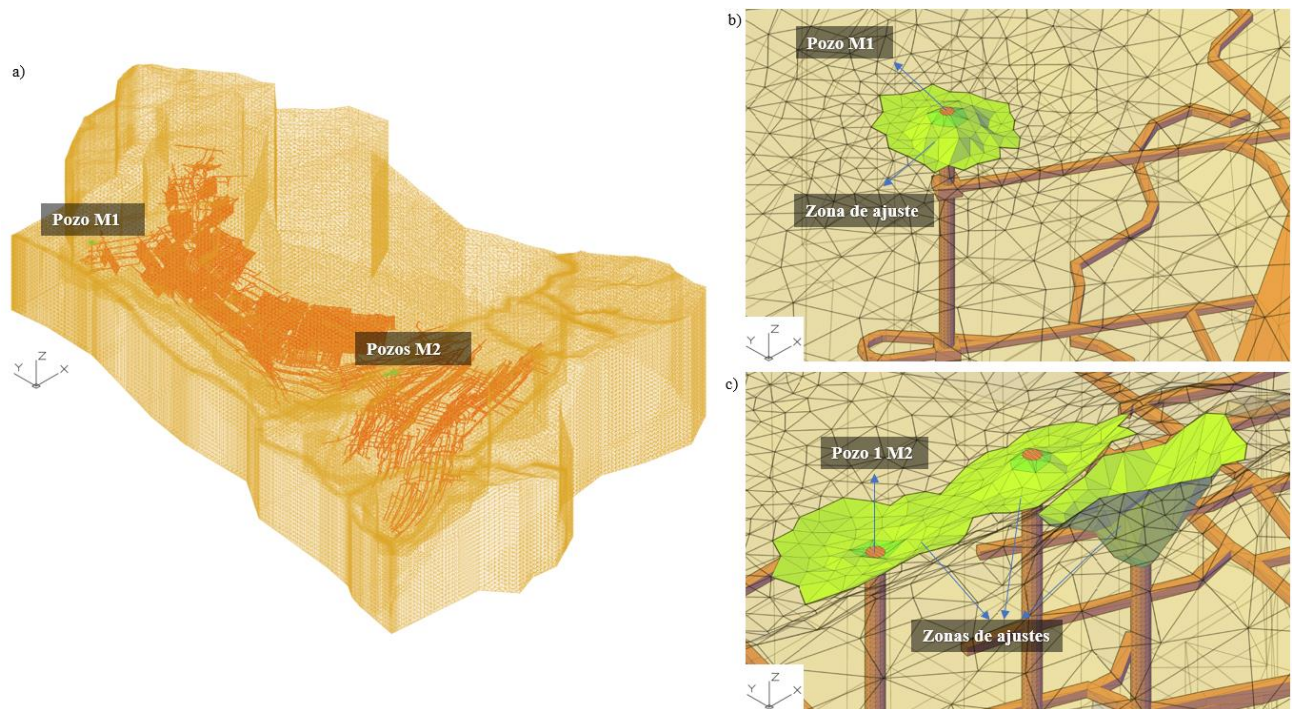 a)
Pozo M1
Pozos M2
Z
Y
X
b)
Pozo M1
Zona de ajuste
Z
Y
X
c)
Pozo 1 M2
Zonas de ajustes
Z
Y
X